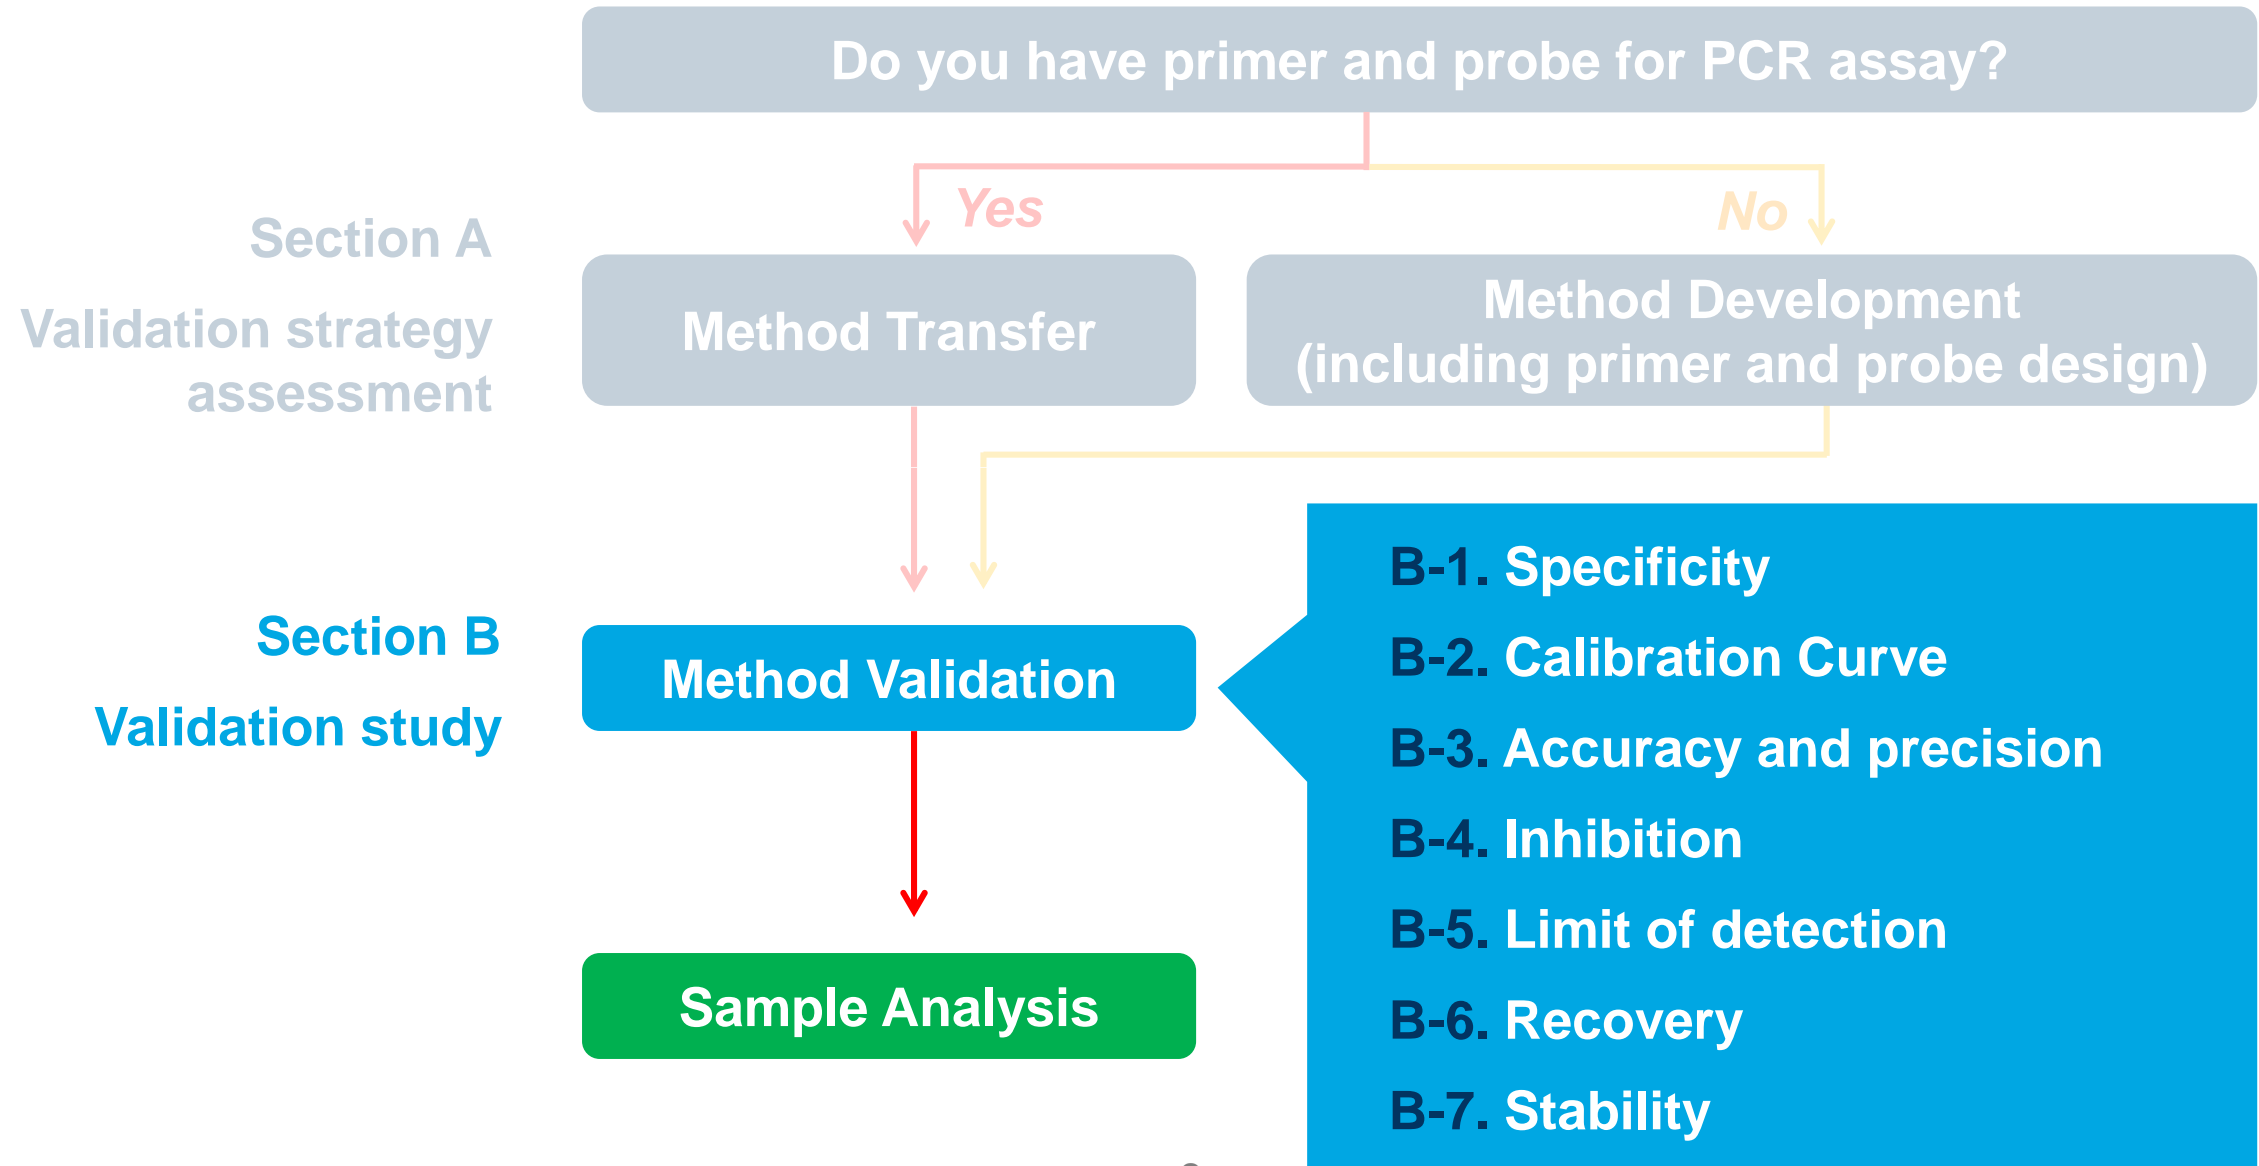 Do you have primer and probe for PCR assay?
Yes
No
Section A
Validation strategy
assessment
Method Transfer
Method Development
(including primer and probe design)
Section B
Validation study
Method Validation
B-1. Specificity
B-2. Calibration Curve
B-3. Accuracy and precision
B-4. Inhibition
B-5. Limit of detection
B-6. Recovery
B-7. Stability
Sample Analysis